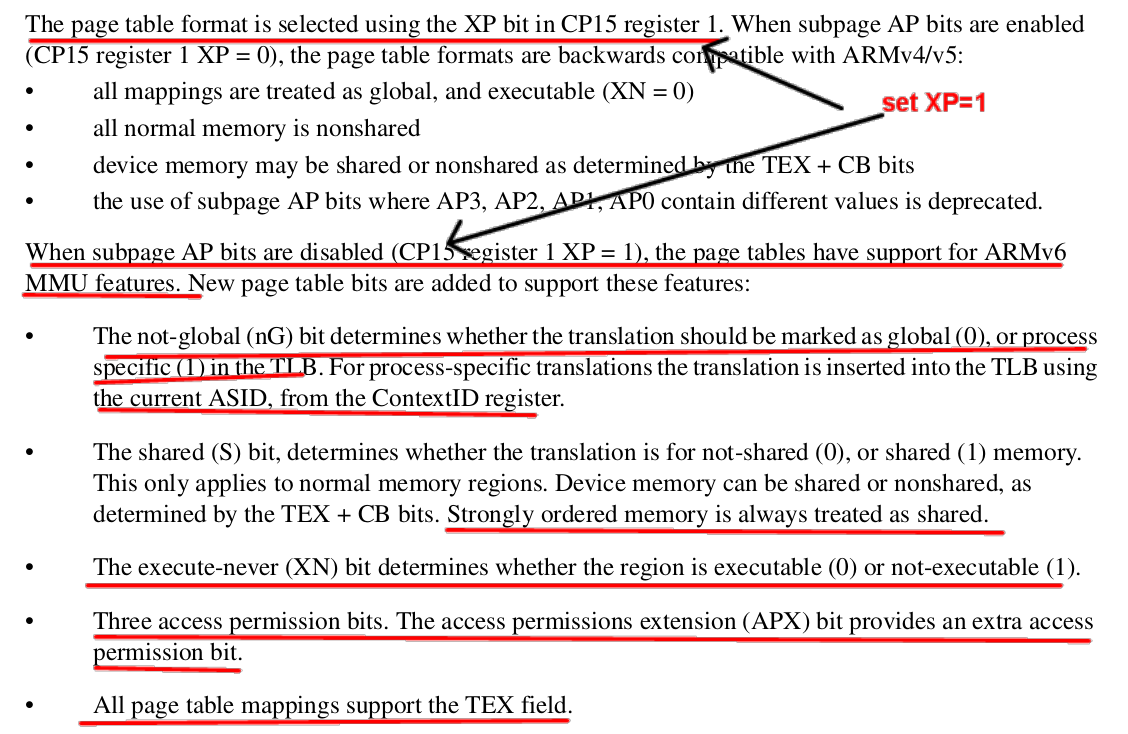 The page table format is selected using the XP bit in CP15 register 1. When subpage AP bits are enabled
(CP15 register 1 XP = 0), the page table formats are backwards compatible with ARMv4/v5:
• all mappings are treated as global, and executable (XN = 0)
set XP=1
• all normal memory is nonshared
• device memory may be shared or nonshared as determined by the TEX + CB bits
• the use of subpage AP bits where AP3, AP2, AP1, AP0 contain different values is deprecated.
When subpage AP bits are disabled (CP15 register 1 XP = 1), the page tables have support for ARMv6
MMU features. New page table bits are added to support these features:
• The not-global (nG) bit determines whether the translation should be marked as global (0), or process
specific (1) in the TLB. For process-specific translations the translation is inserted into the TLB using
the current ASID, from the ContextID register.
• The shared (S) bit, determines whether the translation is for not-shared (0), or shared (1) memory.
This only applies to normal memory regions. Device memory can be shared or nonshared, as
determined by the TEX + CB bits. Strongly ordered memory is always treated as shared.
• The execute-never (XN) bit determines whether the region is executable (0) or not-executable (1).
• Three access permission bits. The access permissions extension (APX) bit provides an extra access
permission bit.
• All page table mappings support the TEX field.